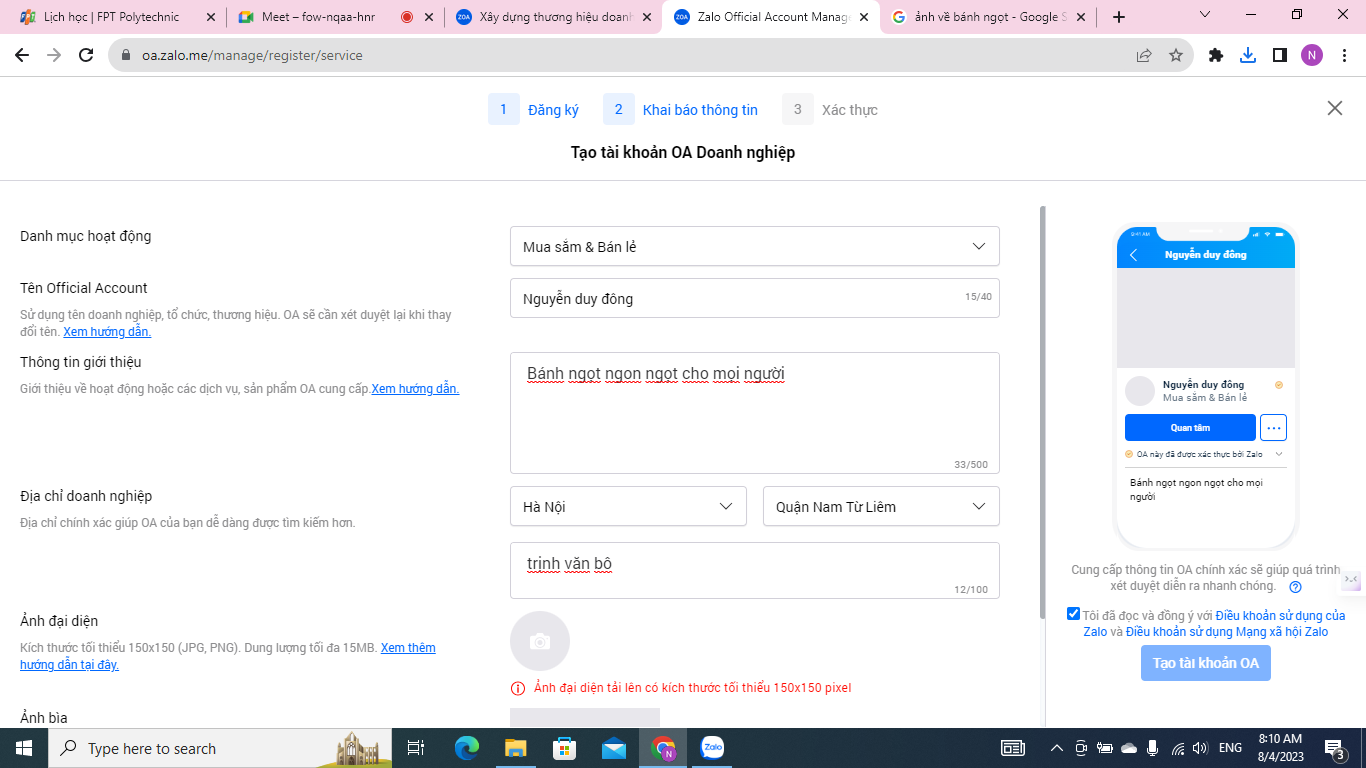 Lịch học | FPT Polytechnic
Meet – fow-nqaa-hnr
Xây dựng thương hiệu doanh
Zalo Official Account Manage
ảnh về bánh ngọt - Google S
oa.zalo.me/manage/register/service
N
1 Đăng ký
2 Khai báo thông tin
3 Xác thực
Tạo tài khoản OA Doanh nghiệp
Danh mục hoạt động
Mua sắm & Bán lẻ
Tên Official Account
Sử dụng tên doanh nghiệp, tổ chức, thương hiệu. OA sẽ cần xét duyệt lại khi thay
đổi tên. Xem hướng dẫn.
Nguyễn duy đông
15/40
Thông tin giới thiệu
Giới thiệu về hoạt động hoặc các dịch vụ, sản phẩm OA cung cấp.Xem hướng dẫn.
Bánh ngọt ngon ngọt cho mọi người
33/500
Địa chỉ doanh nghiệp
Địa chỉ chính xác giúp OA của bạn dễ dàng được tìm kiếm hơn.
Hà Nội
Quận Nam Từ Liêm
trịnh văn bô
12/100
Ảnh đại diện
Kích thước tối thiểu 150x150 (JPG, PNG). Dung lượng tối đa 15MB. Xem thêm
hướng dẫn tại đây.
Ảnh đại diện tải lên có kích thước tối thiểu 150x150 pixel
Ảnh bìa
9:41 AM
Nguyễn duy đông
Nguyễn duy đông
Mua sắm & Bán lẻ
Quan tâm
OA này đã được xác thực bởi Zalo
Bánh ngọt ngon ngọt cho mọi
người
Cung cấp thông tin OA chính xác sẽ giúp quá trình
xét duyệt diễn ra nhanh chóng.
Tôi đã đọc và đồng ý với Điều khoản sử dụng của
Zalo và Điều khoản sử dụng Mạng xã hội Zalo
Tạo tài khoản OA
Type here to search
Zalo
ENG
8:10 AM
8/4/2023
3